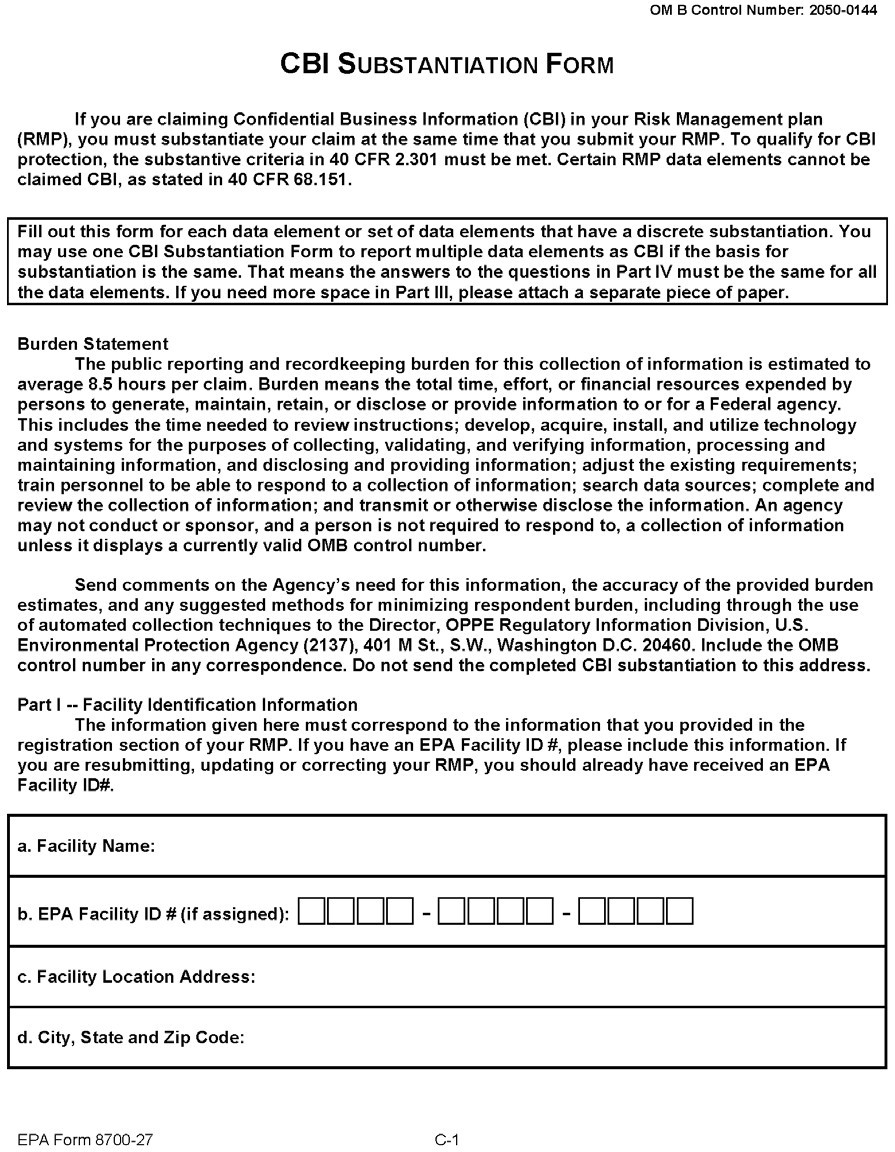 OM B Control Number: 2050-0144
CBI SUBSTANTIATION FORM
If you are claiming Confidential Business Information (CBI) in your Risk Management plan
(RMP), you must substantiate your claim at the same time that you submit your RMP. To qualify for CBI
protection, the substantive criteria in 40 CFR 2.301 must be met. Certain RMP data elements cannot be
claimed CBI, as stated in 40 CFR 68.151.
Fill out this form for each data element or set of data elements that have a discrete substantiation. You
may use one CBI Substantiation Form to report multiple data elements as CBI if the basis for
substantiation is the same. That means the answers to the questions in Part IV must be the same for all
the data elements. If you need more space in Part III, please attach a separate piece of paper.
Burden Statement
The public reporting and recordkeeping burden for this collection of information is estimated to
average 8.5 hours per claim. Burden means the total time, effort, or financial resources expended by
persons to generate, maintain, retain, or disclose or provide information to or for a Federal agency.
This includes the time needed to review instructions; develop, acquire, install, and utilize technology
and systems for the purposes of collecting, validating, and verifying information, processing and
maintaining information, and disclosing and providing information; adjust the existing requirements;
train personnel to be able to respond to a collection of information; search data sources; complete and
review the collection of information; and transmit or otherwise disclose the information. An agency
may not conduct or sponsor, and a person is not required to respond to, a collection of information
unless it displays a currently valid OMB control number.
Send comments on the Agency's need for this information, the accuracy of the provided burden
estimates, and any suggested methods for minimizing respondent burden, including through the use
of automated collection techniques to the Director, OPPE Regulatory Information Division, U.S.
Environmental Protection Agency (2137), 401 M St., S.W., Washington D.C. 20460. Include the OMB
control number in any correspondence. Do not send the completed CBI substantiation to this address.
Part I -- Facility Identification Information
The information given here must correspond to the information that you provided in the
registration section of your RMP. If you have an EPA Facility ID #, please include this information. If
you are resubmitting, updating or correcting your RMP, you should already have received an EPA
Facility ID#.
a. Facility Name:
b. EPA Facility ID # (if assigned): - -
c. Facility Location Address:
d. City, State and Zip Code:
EPA Form 8700-27 C-1